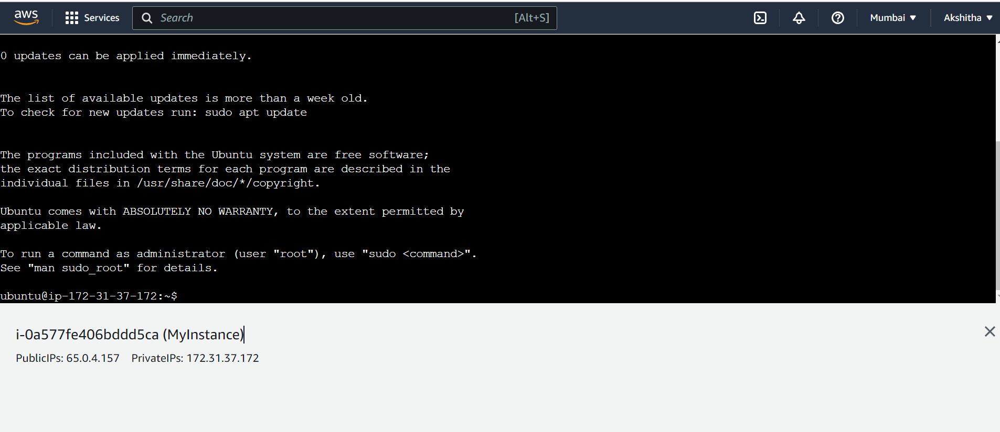 aws Services Search [Alt+S] Mumbai Akshitha
0 updates can be applied immediately.
The list of available updates is more than a week old.
To check for new updates run: sudo apt update
The programs included with the Ubuntu system are free software;
the exact distribution terms for each program are described in the
individual files in /usr/share/doc/*/copyright.
Ubuntu comes with ABSOLUTELY NO WARRANTY, to the extent permitted by
applicable law.
To run a command as administrator (user "root"), use "sudo <command>".
See "man sudo_root" for details.
ubuntu@ip-172-31-37-172:~$
i-0a577fe406bddd5ca (MyInstance)
PublicIPs: 65.0.4.157 PrivateIPs: 172.31.37.172